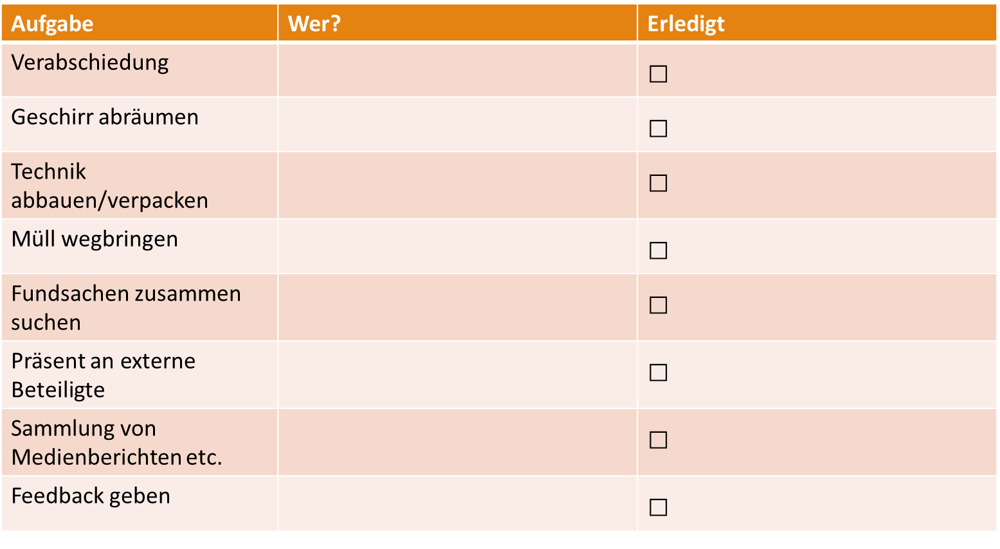 Aufgabe Wer? Erledigt
Verabschiedung ☐
Geschirr abräumen ☐
Technik ☐
abbauen/verpacken
Müll wegbringen ☐
Fundsachen zusammen ☐
suchen
Präsent an externe ☐
Beteiligte
Sammlung von ☐
Medienberichten etc.
Feedback geben ☐